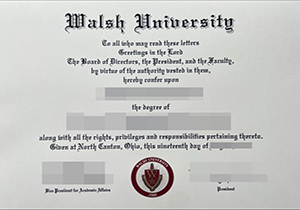 Walsh University
To all who may read these letters
Greetings in the Lord
The Board of Directors, the President, and the Faculty,
by virtue of the authority vested in them,
hereby confer upon
the degree of
along with all the rights, privileges and responsibilities pertaining thereto.
Given at North Canton, Ohio, this nineteenth day of
WALSH UNIVERSITY
Vice President for Academic Affairs
President